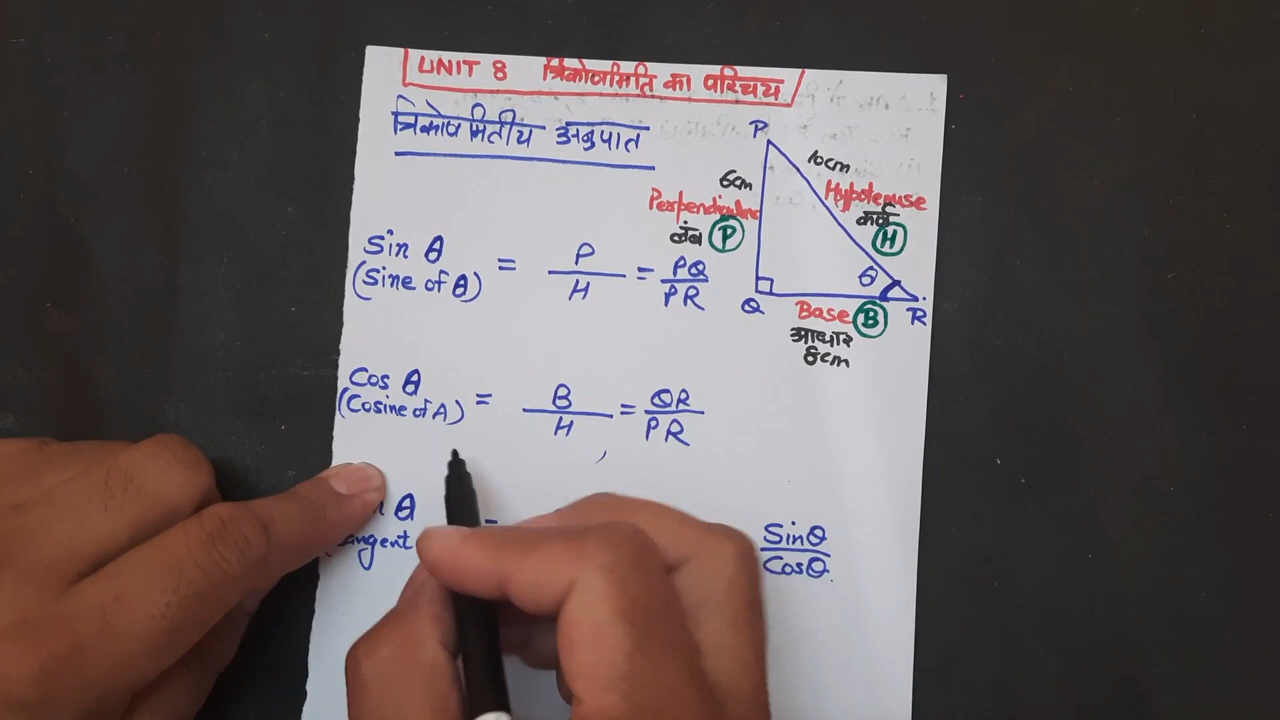 UNIT 8 त्रिकोणमिति का परिचय
त्रिकोणमितीय अनुपात
P
10cm
6cm
Hypotenuse
कर्ण
H
Perpendicular
लंब P
θ
Q
R
Base B
आधार
8cm
Sin θ
(Sine of θ)
= P/H = PQ/PR
Cos θ
(Cosine of A)
= B/H = QR/PR
θ
=
Sinθ/Cosθ